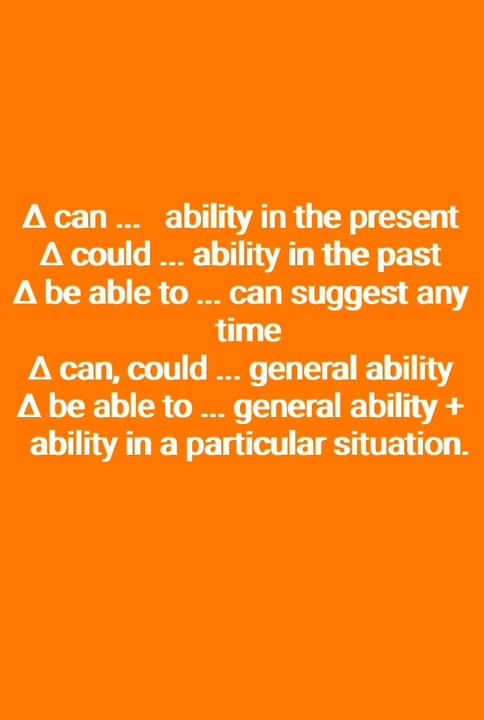 Δ can ... ability in the present
Δ could ... ability in the past
Δ be able to ... can suggest any
time
Δ can, could ... general ability
Δ be able to ... general ability +
ability in a particular situation.